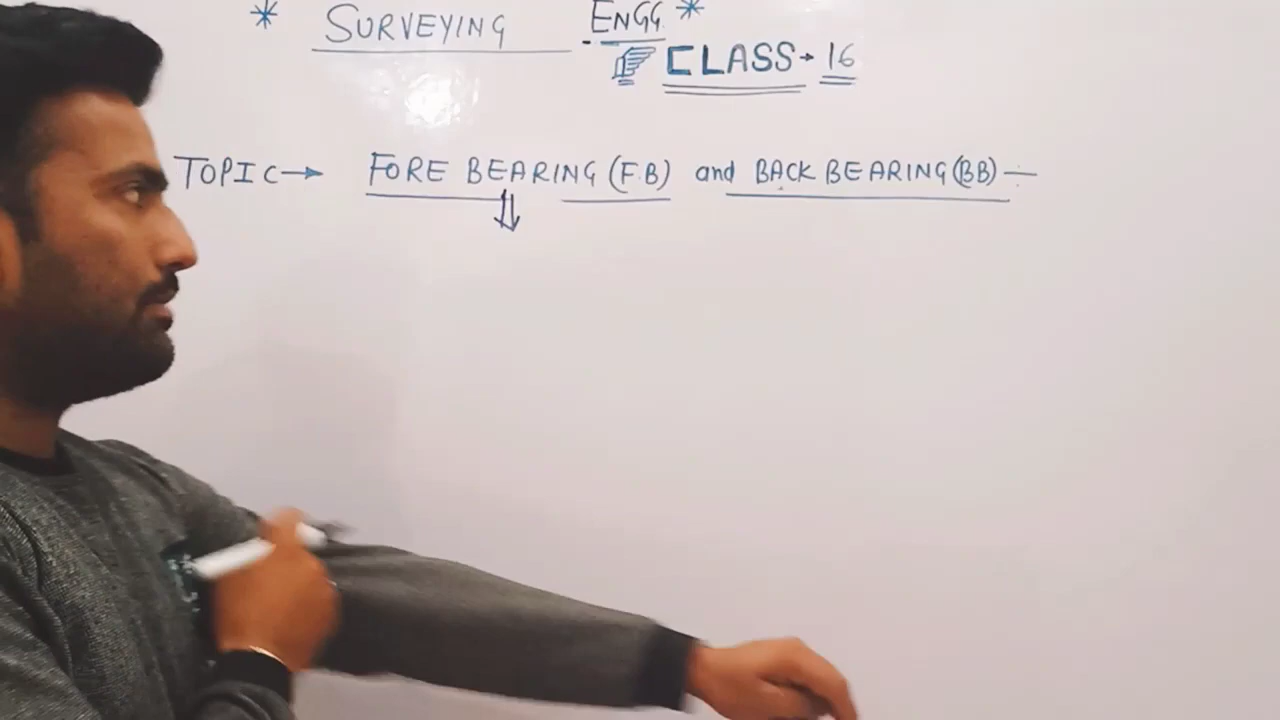 * SURVEYING ENGG. *
CLASS → 16
TOPIC → FORE BEARING (F.B) and BACK BEARING (BB) —